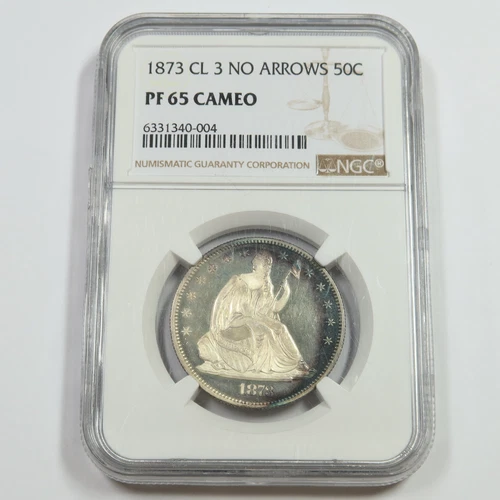 1873 CL 3 NO ARROWS 50C
PF 65 CAMEO
6331340-004
NUMISMATIC GUARANTY CORPORATION
NGC®
1873